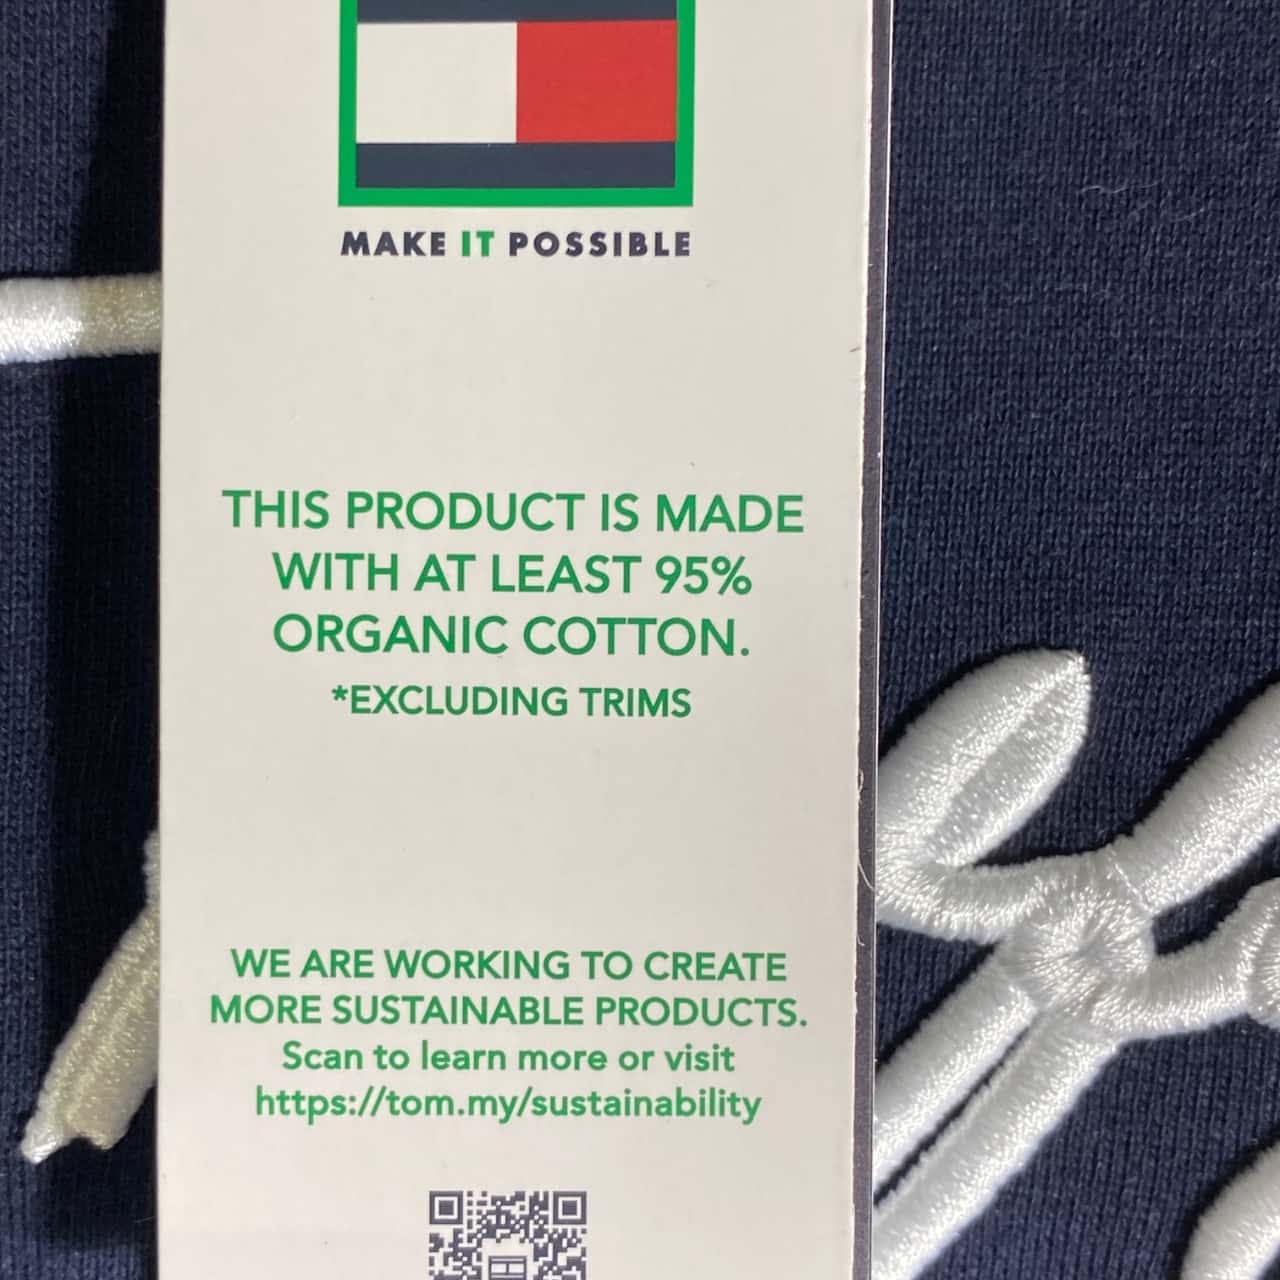 MAKE IT POSSIBLE
THIS PRODUCT IS MADE
WITH AT LEAST 95%
ORGANIC COTTON.
*EXCLUDING TRIMS
WE ARE WORKING TO CREATE
MORE SUSTAINABLE PRODUCTS.
Scan to learn more or visit
https://tom.my/sustainability